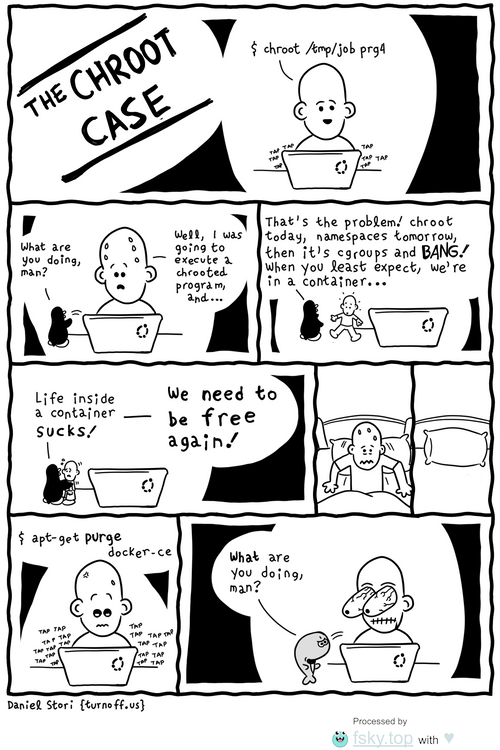 THE CHROOT
CASE
$ chroot /tmp/job prg4
TAP TAP
TAP TAP
TAP
TAP
TAP TAP
What are
you doing,
man?
Well, I was
going to
execute a
chrooted
program,
and...
That's the problem! chroot
today, namespaces tomorrow,
then it's cgroups and BANG!
When you least expect, we're
in a container...
Life inside
a container
sucks!
We need to
be free
again!
$ apt-get purge
docker-ce
TAP TAP
TAP TAP
TAP TAP
TAP TAP
TAP
TAP
TAP
TAP TAP TAP
TAP TAP
TAP TAP
TAP
What are
you doing,
man?
Daniel Stori {turnoff.us}
Processed by
fsky.top with